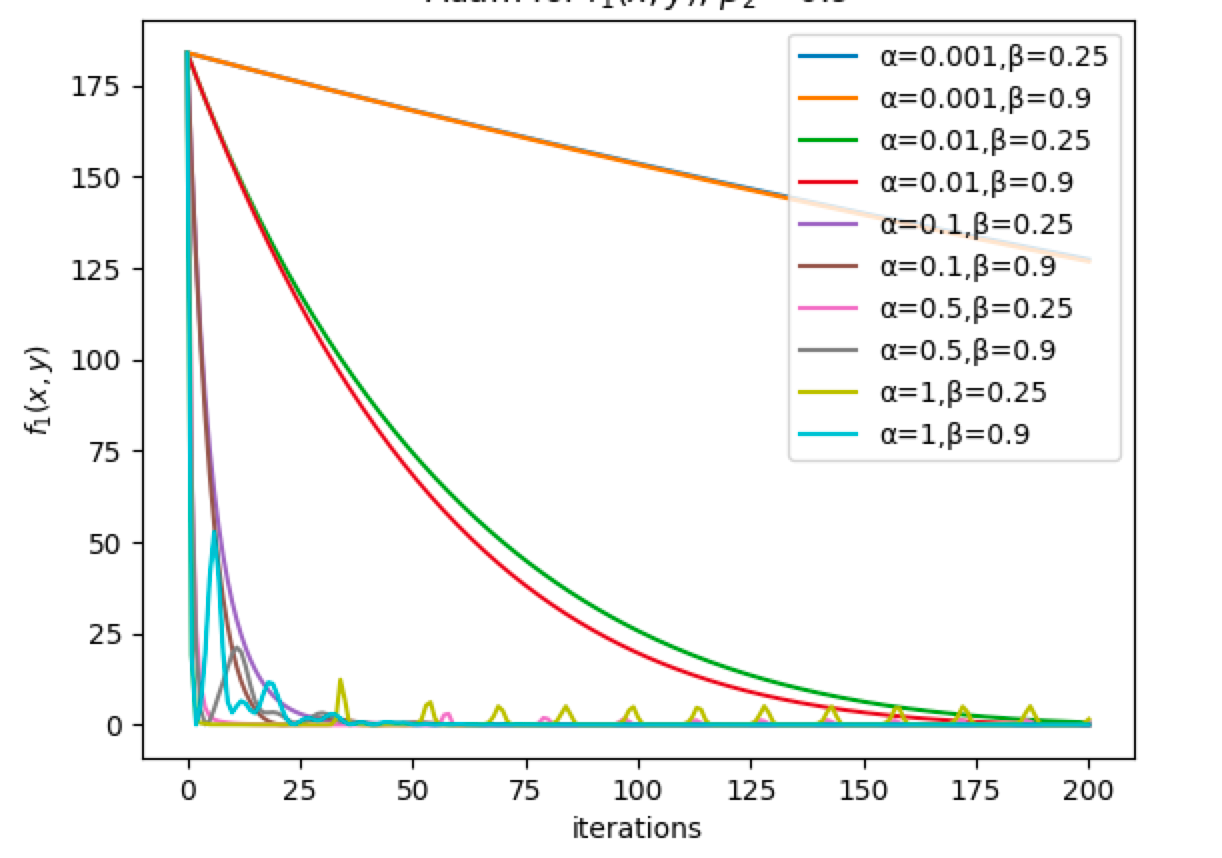 175
150
125
100
75
50
25
0
f₁(x, y)
α=0.001,β=0.25
α=0.001,β=0.9
α=0.01,β=0.25
α=0.01,β=0.9
α=0.1,β=0.25
α=0.1,β=0.9
α=0.5,β=0.25
α=0.5,β=0.9
α=1,β=0.25
α=1,β=0.9
0 25 50 75 100 125 150 175 200
iterations